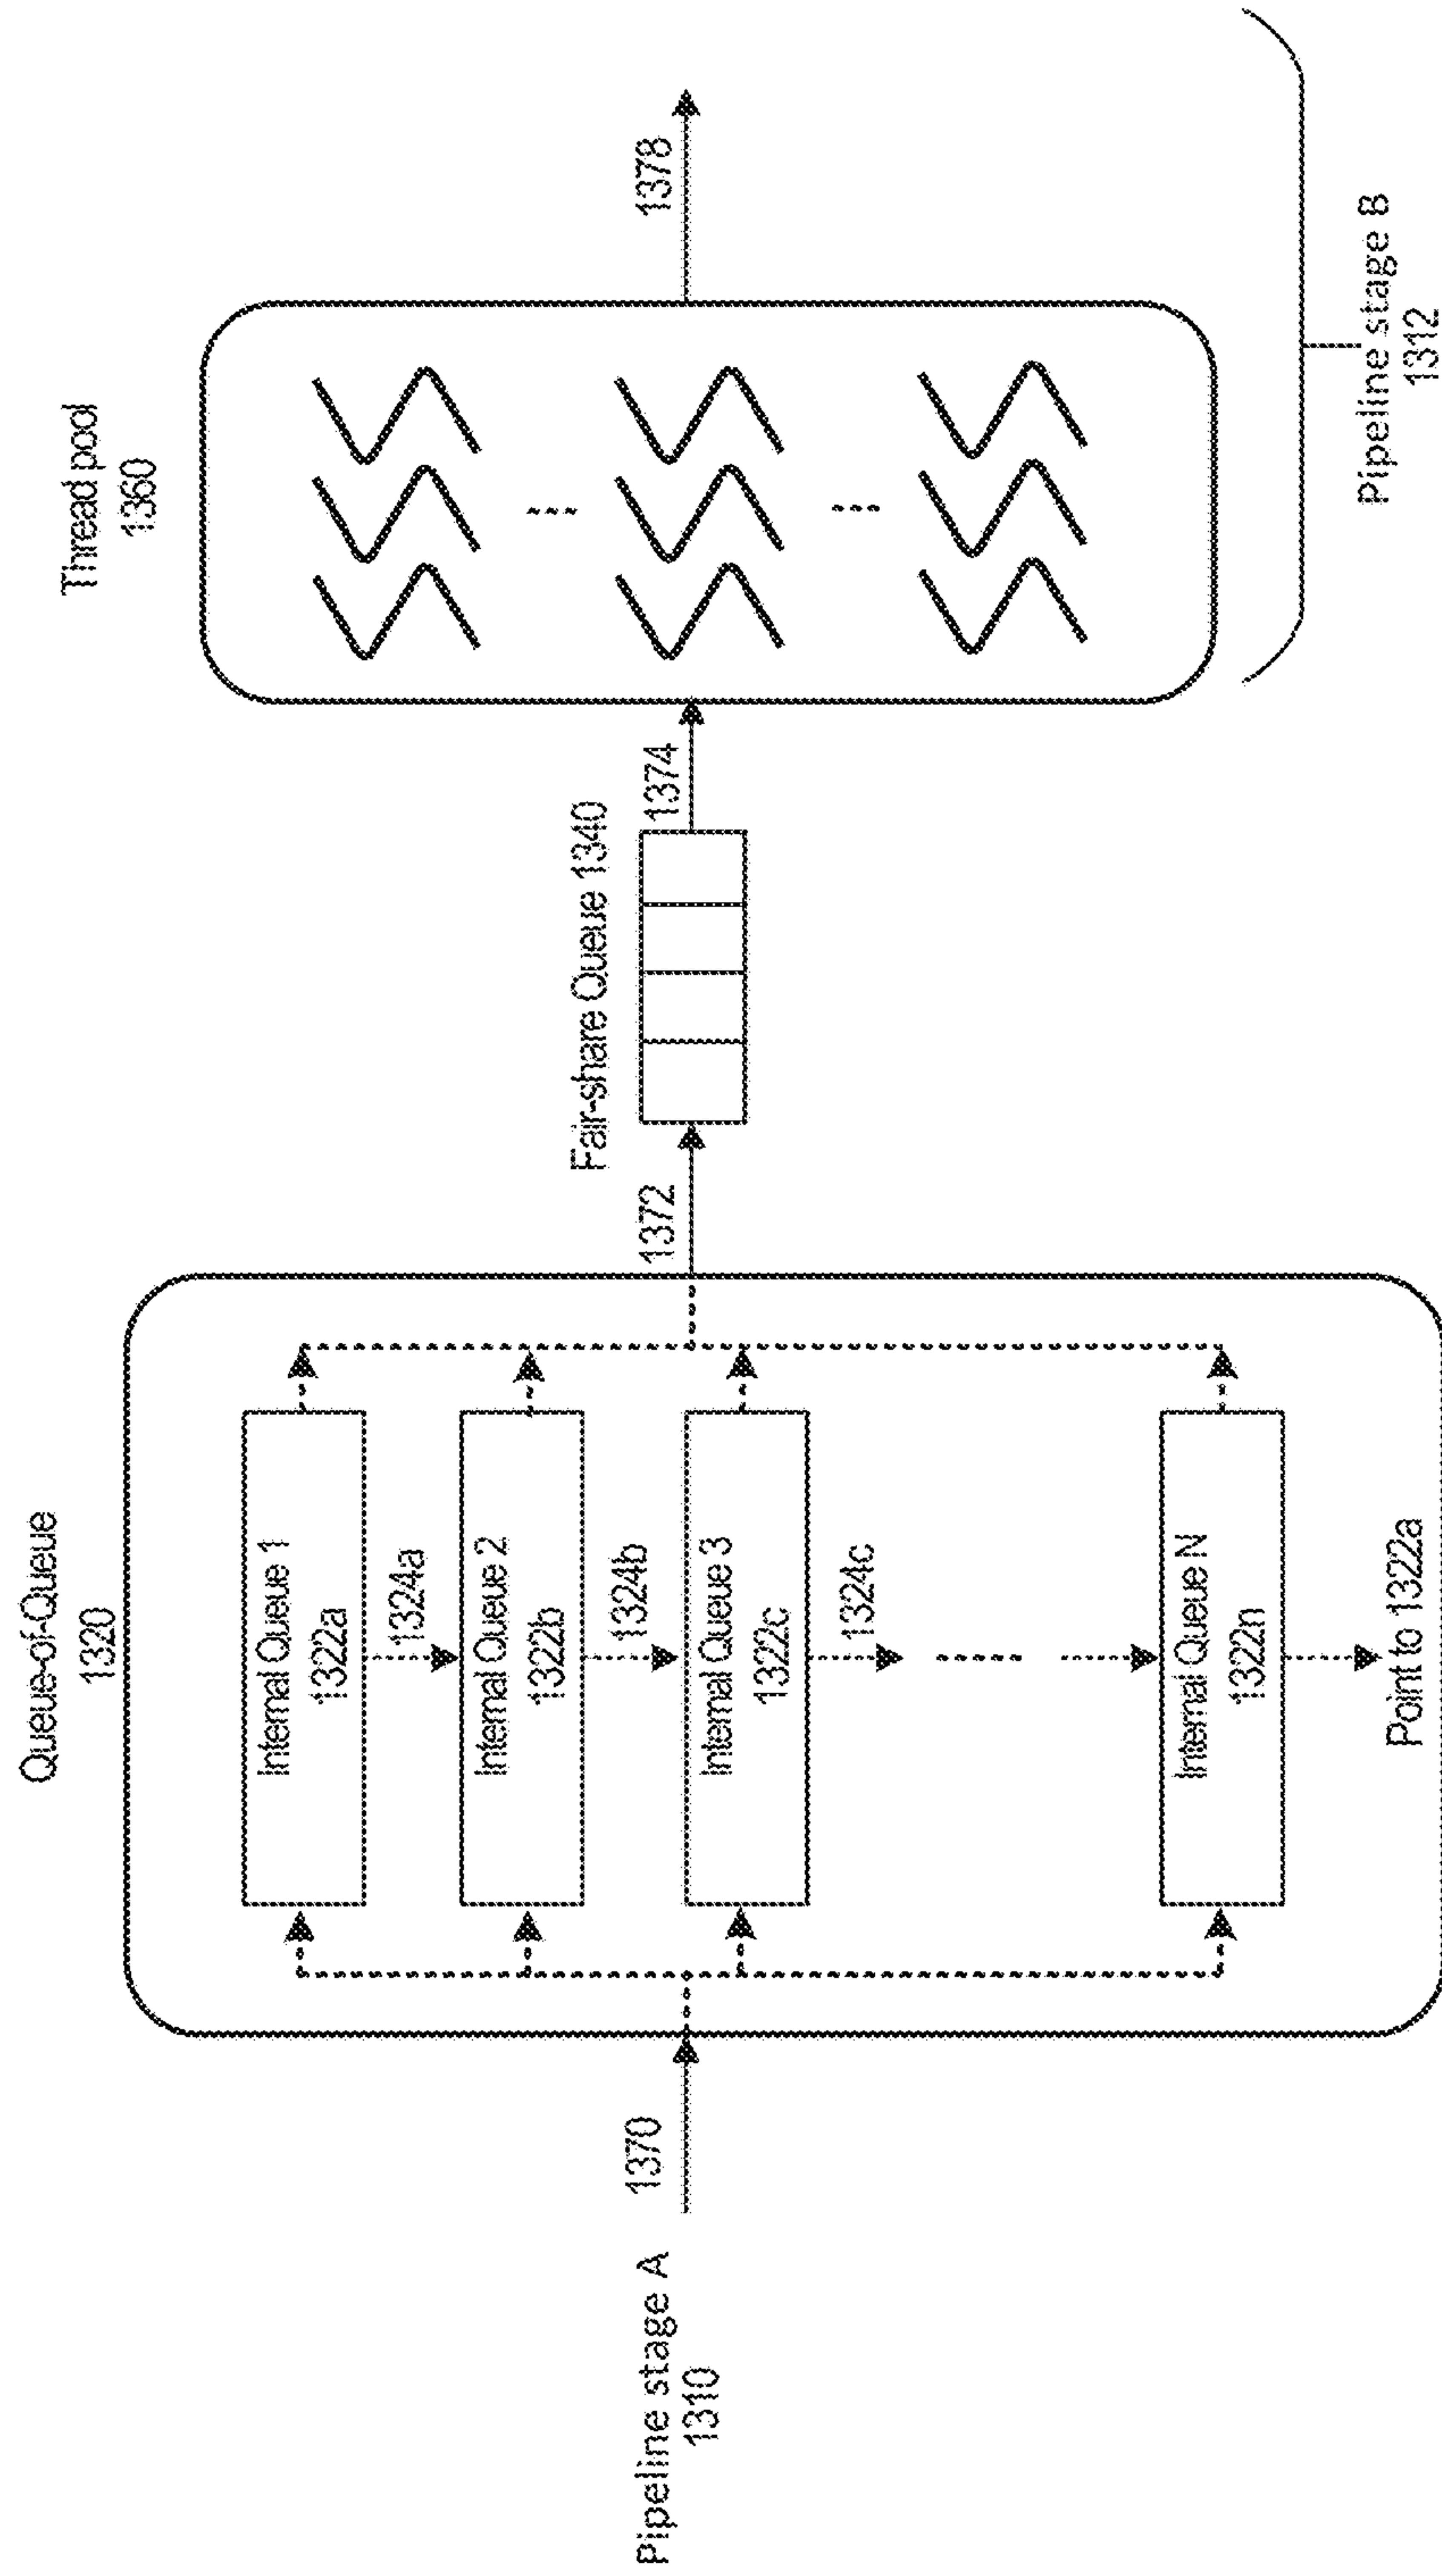 Queue-of-Queue
1320
Thread pool
1360
Internal Queue 1
1322a
1324a
Internal Queue 2
1322b
1324b
Internal Queue 3
1322c
1324c
Internal Queue N
1322n
Point to 1322a
Pipeline stage A
1310
1370
1372
Fair-share Queue 1340
1374
1378
Pipeline stage B
1312